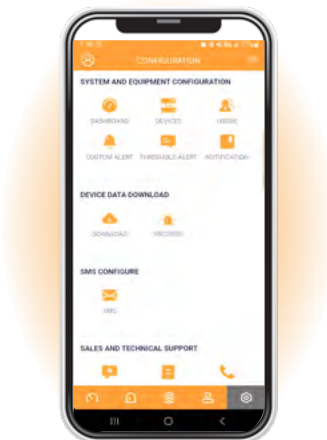 CONFIGURATION
SYSTEM AND EQUIPMENT CONFIGURATION
DASHBOARD DEVICES USERS
CUSTOM ALERT THRESHOLD ALERT NOTIFICATION
DEVICE DATA DOWNLOAD
DOWNLOAD RECORDS
SMS CONFIGURE
SMS
SALES AND TECHNICAL SUPPORT